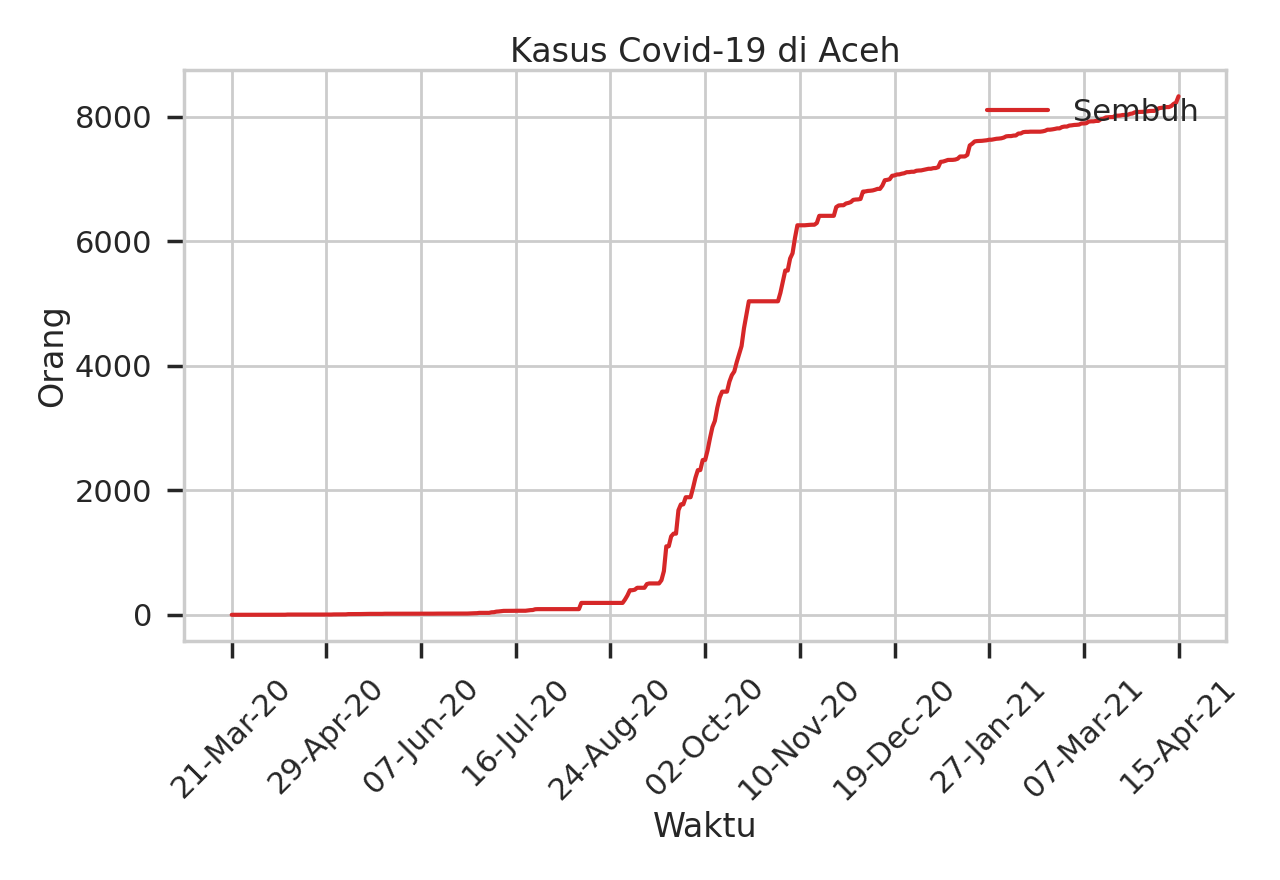 Kasus Covid-19 di Aceh
Sembuh
8000
6000
4000
2000
0
Orang
21-Mar-20
29-Apr-20
07-Jun-20
16-Jul-20
24-Aug-20
02-Oct-20
10-Nov-20
19-Dec-20
27-Jan-21
07-Mar-21
15-Apr-21
Waktu